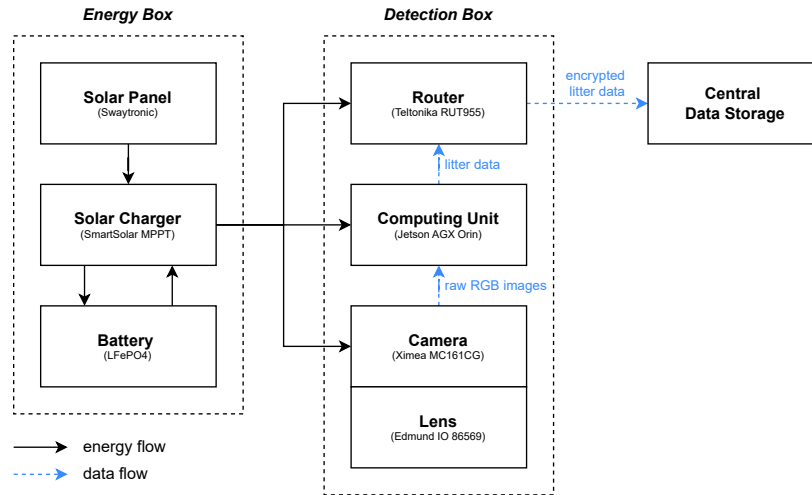 Energy Box
Detection Box
Solar Panel
(Swaytronic)
Solar Charger
(SmartSolar MPPT)
Battery
(LFePO4)
Router
(Teltonika RUT955)
litter data
Computing Unit
(Jetson AGX Orin)
raw RGB images
Camera
(Ximea MC161CG)
Lens
(Edmund IO 86569)
encrypted
litter data
Central
Data Storage
energy flow
data flow